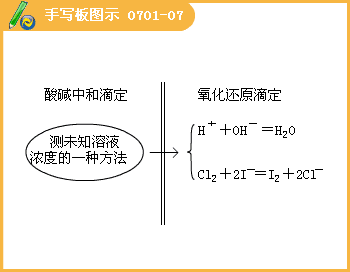 手写板图示 0701-07
酸碱中和滴定
氧化还原滴定
测未知溶液
浓度的一种方法
H⁺+OH⁻=H₂O
Cl₂+2I⁻=I₂+2Cl⁻